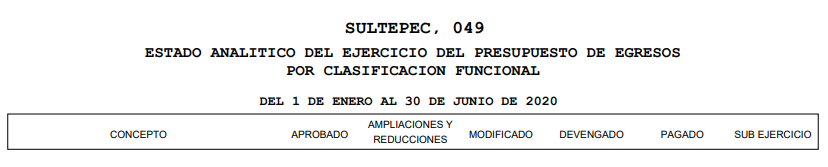 SULTEPEC, 049
ESTADO ANALITICO DEL EJERCICIO DEL PRESUPUESTO DE EGRESOS
POR CLASIFICACION FUNCIONAL
DEL 1 DE ENERO AL 30 DE JUNIO DE 2020
CONCEPTO APROBADO AMPLIACIONES Y REDUCCIONES MODIFICADO DEVENGADO PAGADO SUB EJERCICIO